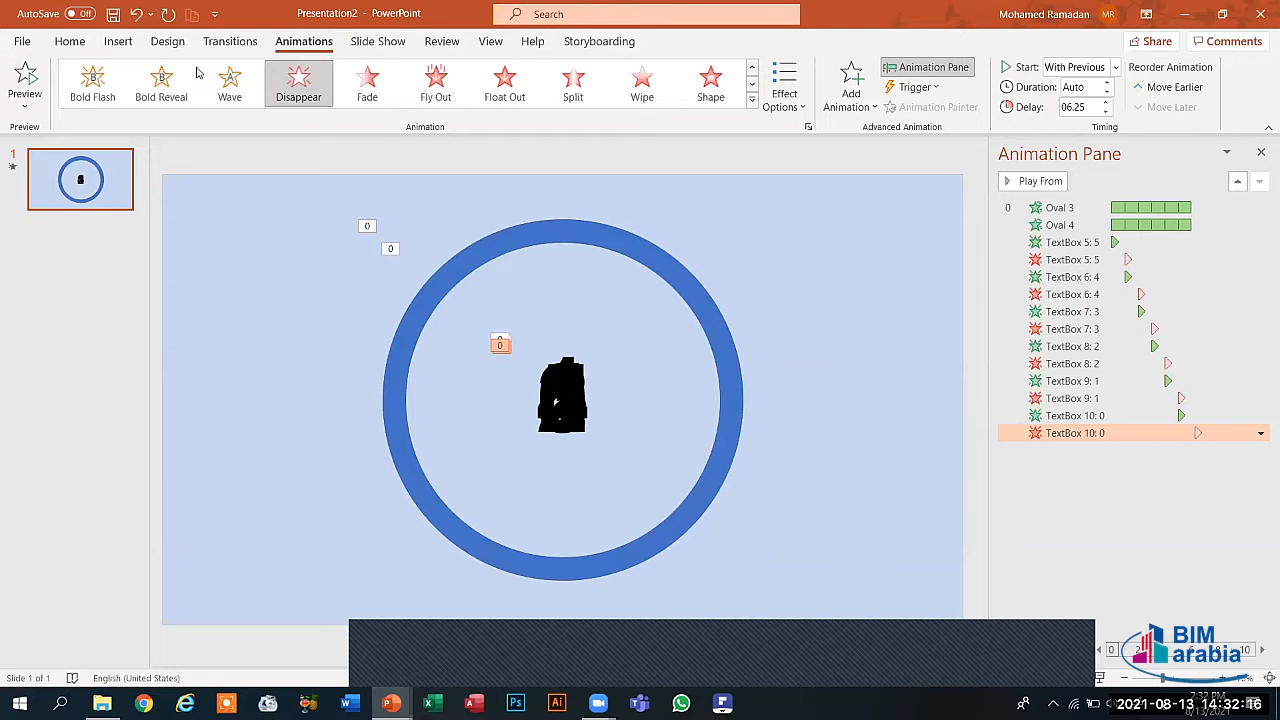 AutoSave Off Presentation2 - PowerPoint Search Mohamed Ramadan MR
File Home Insert Design Transitions Animations Slide Show Review View Help Storyboarding Share Comments
Preview Bold Flash Bold Reveal Wave Disappear Fade Fly Out Float Out Split Wipe Shape Effect Options Add Animation Animation Pane Trigger Animation Painter
Start: With Previous Reorder Animation
Duration: Auto Move Earlier
Delay: 06.25 Move Later
Preview Animation Advanced Animation Timing
1
0
0
0
Animation Pane
Play From
0 Oval 3
Oval 4
TextBox 5: 5
TextBox 5: 5
TextBox 6: 4
TextBox 6: 4
TextBox 7: 3
TextBox 7: 3
TextBox 8: 2
TextBox 8: 2
TextBox 9: 1
TextBox 9: 1
TextBox 10: 0
TextBox 10: 0
BIM
arabia
0 2 10
Slide 1 of 1 English (United States)
2021-08-13 14:32:16